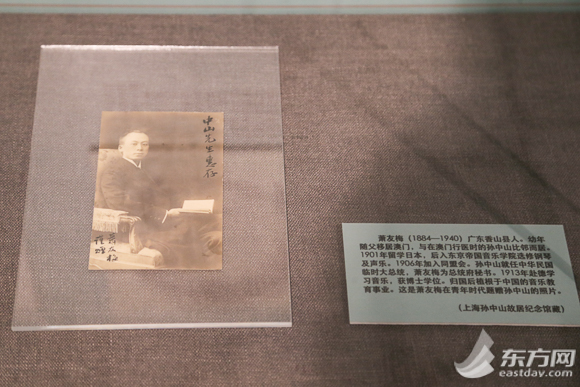 中山先生惠存
萧友梅
谨赠
萧友梅（1884—1940）广东香山县人。幼年
随父移居澳门，与在澳门行医时的孙中山比邻而居。
1901年留学日本，后入东京帝国音乐学院选修钢琴
及声乐。1906年加入同盟会。孙中山就任中华民国
临时大总统，萧友梅为总统府秘书。1913年赴德学
习音乐，获博士学位。归国后植根于中国的音乐教
育事业。这是萧友梅在青年时代题赠孙中山的照片。
（上海孙中山故居纪念馆藏）
东方网
eastday.com